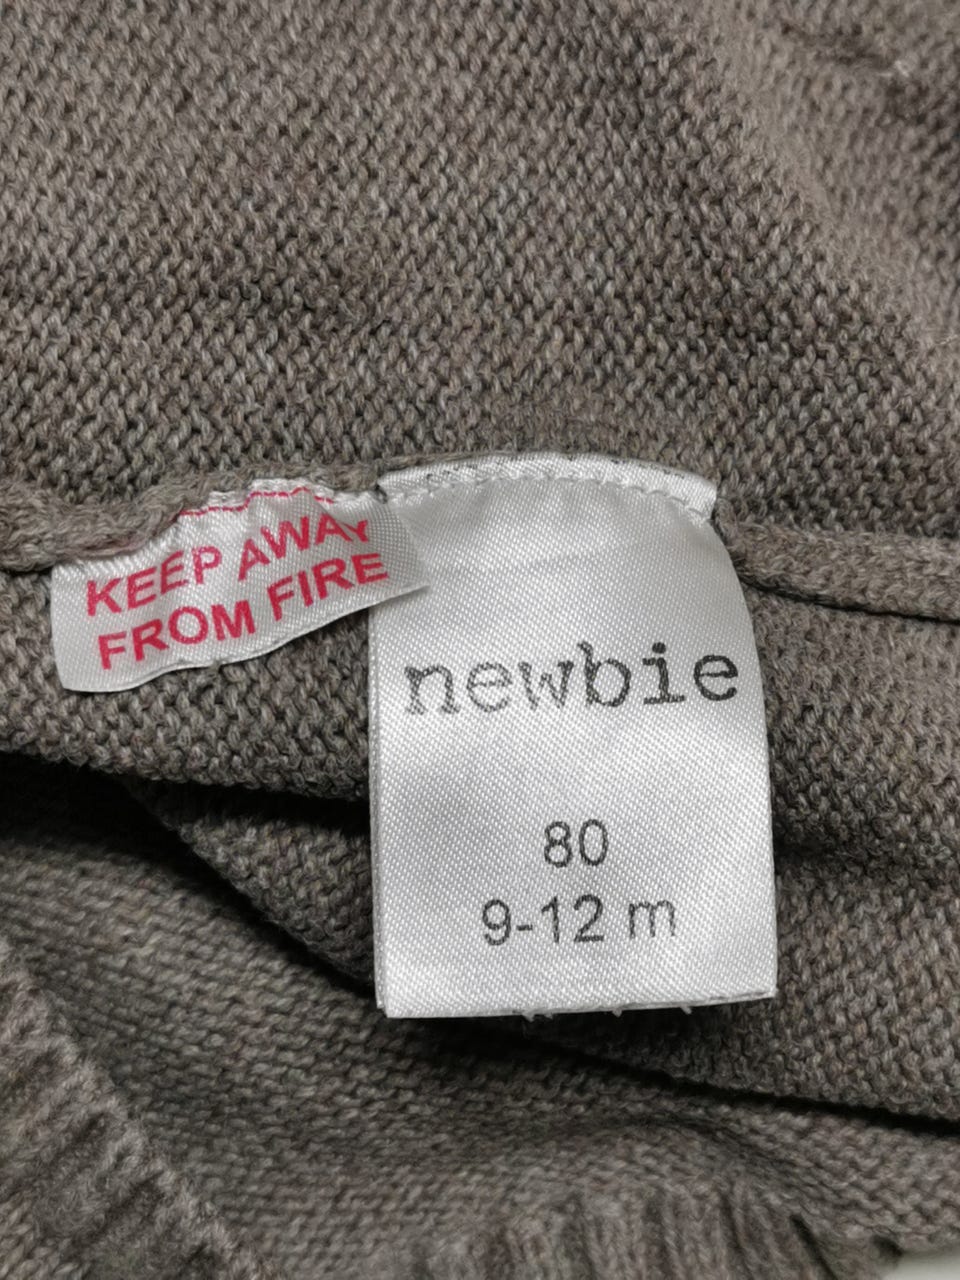 KEEP AWAY
FROM FIRE
newbie
80
9-12 m